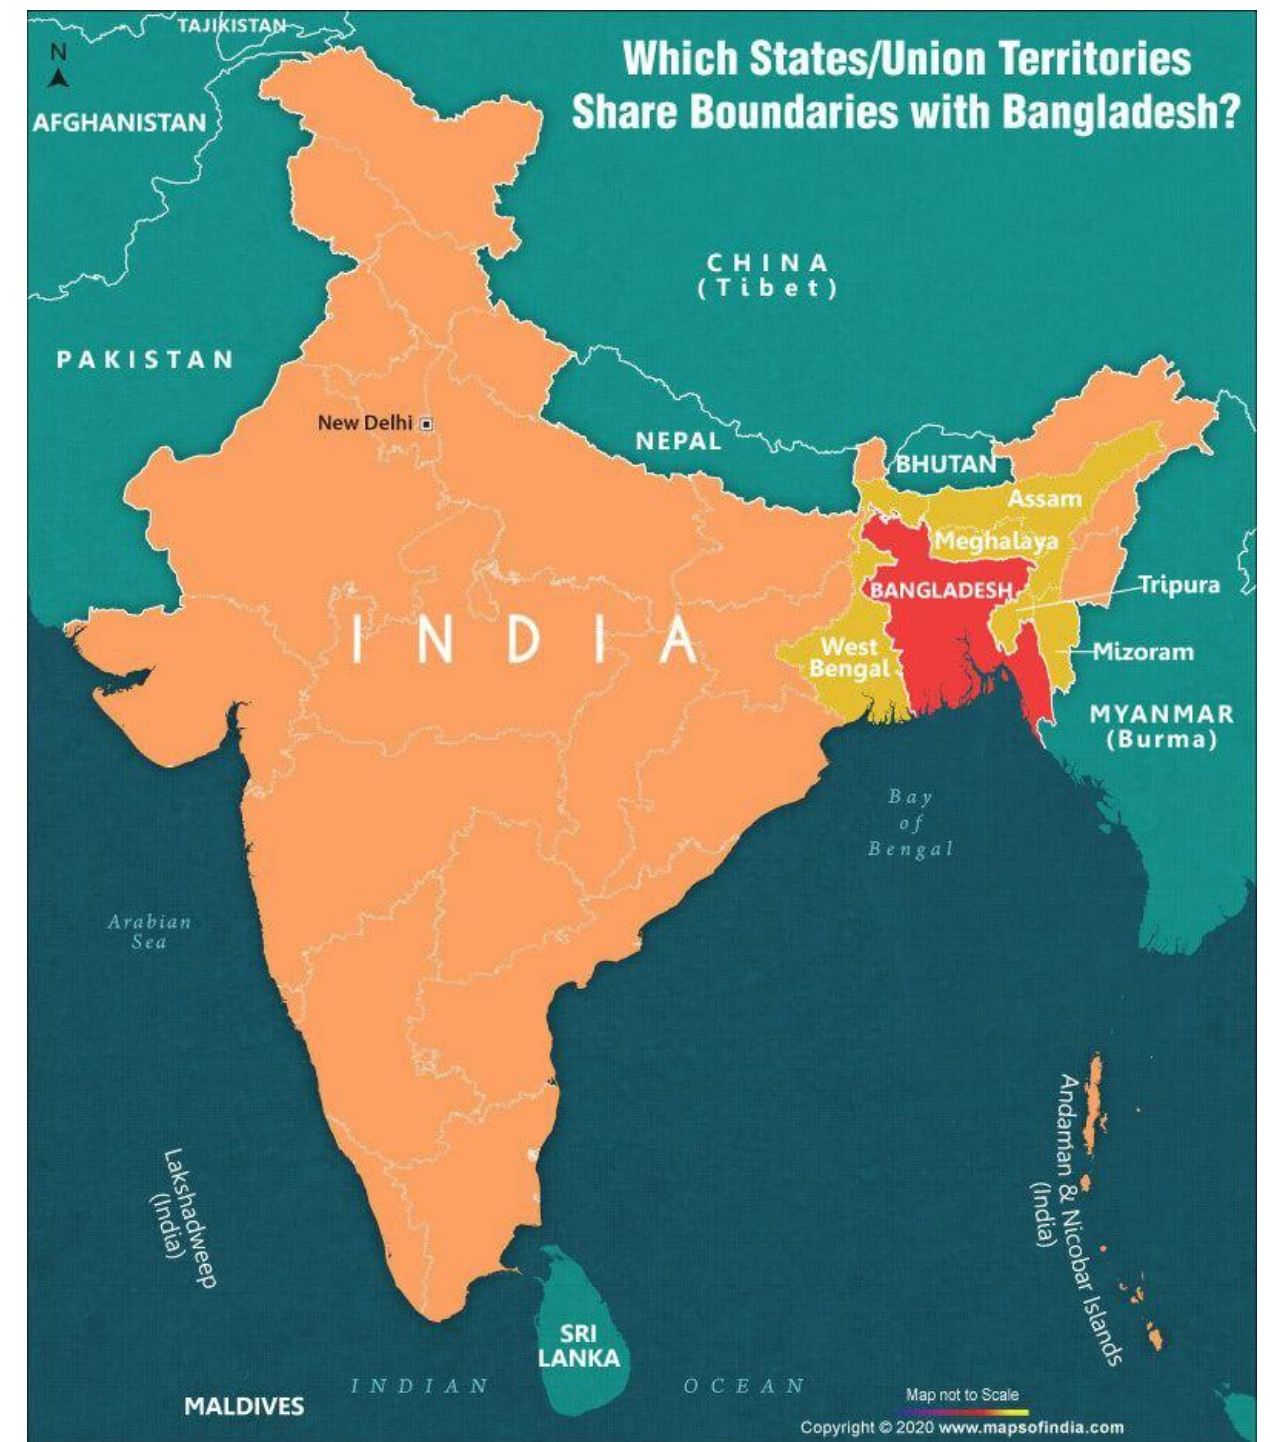 TAJIKISTAN
N
Which States/Union Territories
Share Boundaries with Bangladesh?
AFGHANISTAN
CHINA
(Tibet)
PAKISTAN
New Delhi
NEPAL
BHUTAN
Assam
Meghalaya
BANGLADESH
Tripura
INDIA
West
Bengal
Mizoram
MYANMAR
(Burma)
Bay
of
Bengal
Arabian
Sea
Lakshadweep
(India)
Andaman & Nicobar Islands
(India)
SRI
LANKA
INDIAN OCEAN
MALDIVES
Map not to Scale
Copyright © 2020 www.mapsofindia.com